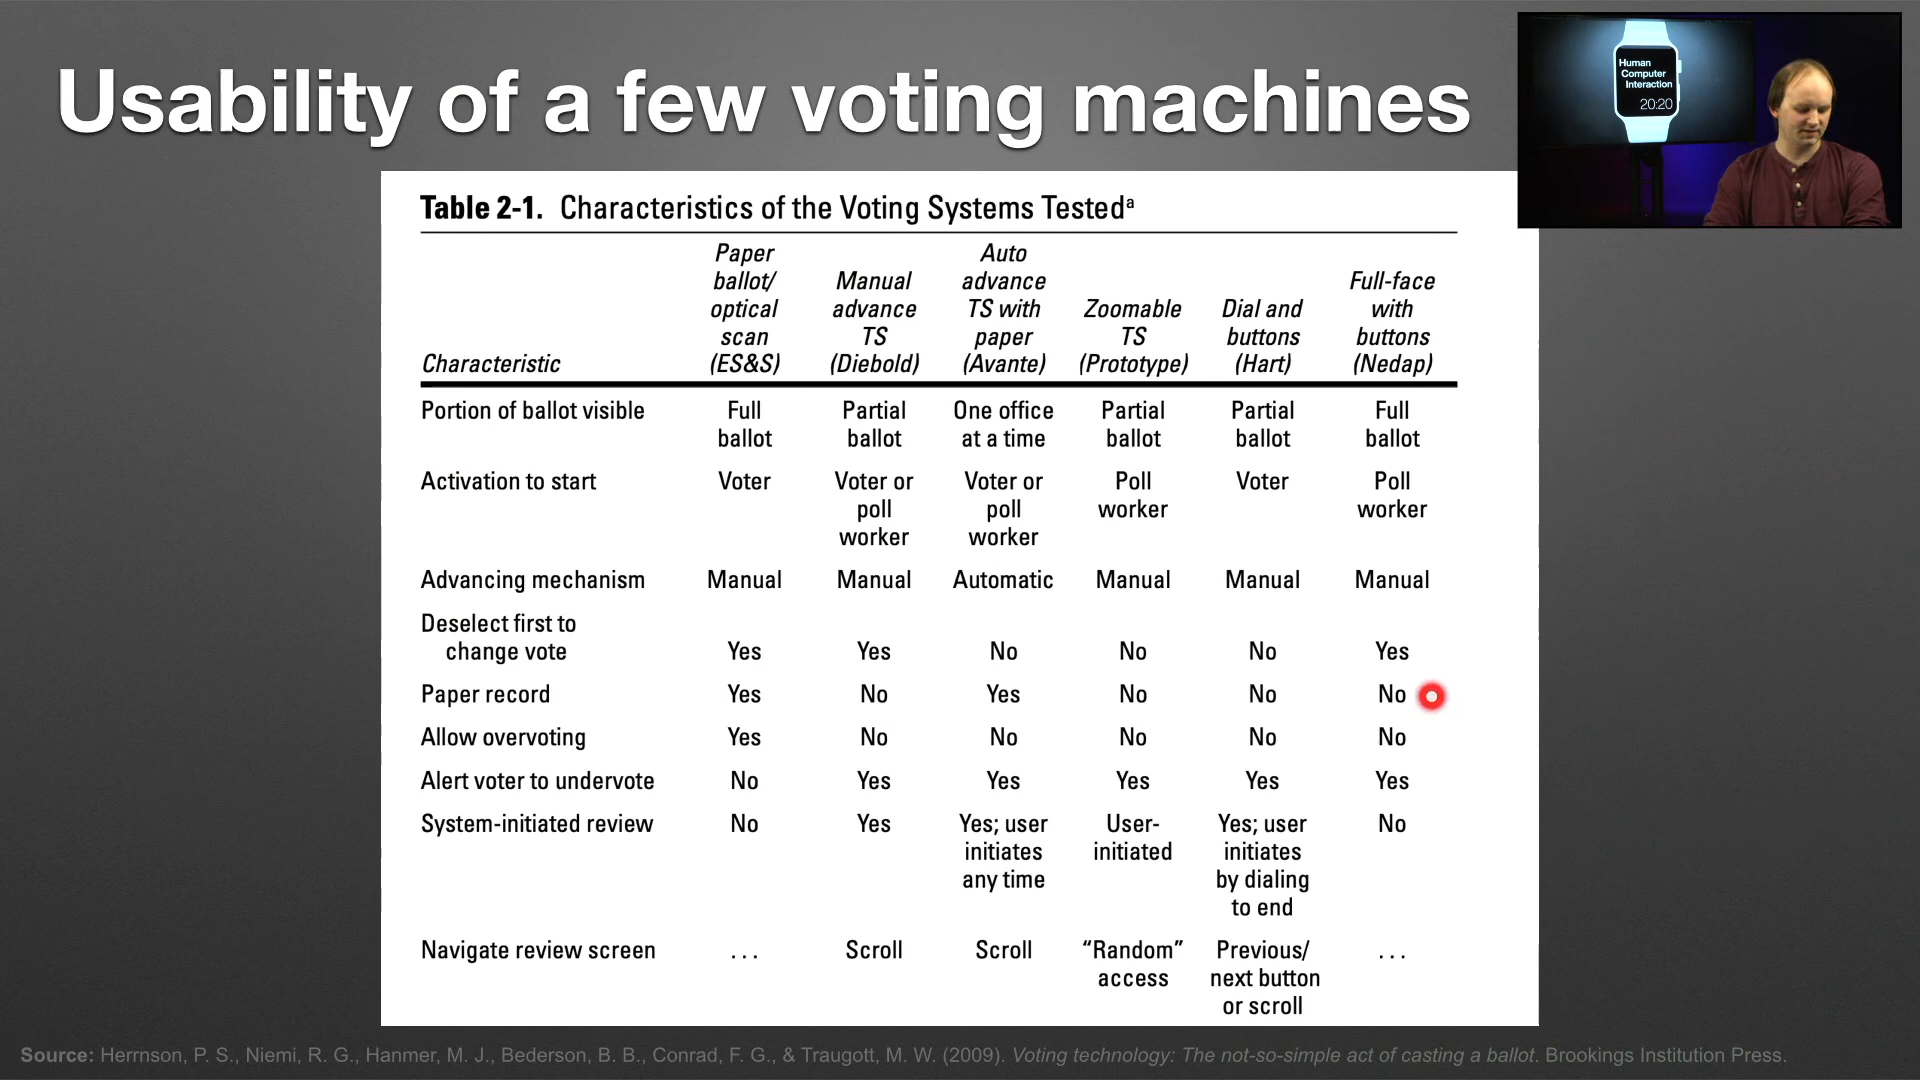 Usability of a few voting machines
Human
Computer
Interaction
20:20
Table 2-1. Characteristics of the Voting Systems Testedᵃ
Characteristic
Paper
ballot/
optical
scan
(ES&S)
Manual
advance
TS
(Diebold)
Auto
advance
TS with
paper
(Avante)
Zoomable
TS
(Prototype)
Dial and
buttons
(Hart)
Full-face
with
buttons
(Nedap)
Portion of ballot visible
Full
ballot
Partial
ballot
One office
at a time
Partial
ballot
Partial
ballot
Full
ballot
Activation to start
Voter
Voter or
poll
worker
Voter or
poll
worker
Poll
worker
Voter
Poll
worker
Advancing mechanism Manual Manual Automatic Manual Manual Manual
Deselect first to
change vote Yes Yes No No No Yes
Paper record Yes No Yes No No No
Allow overvoting Yes No No No No No
Alert voter to undervote No Yes Yes Yes Yes Yes
System-initiated review
No
Yes
Yes; user
initiates
any time
User-
initiated
Yes; user
initiates
by dialing
to end
No
Navigate review screen
. . .
Scroll
Scroll
“Random”
access
Previous/
next button
or scroll
. . .
Source: Herrnson, P. S., Niemi, R. G., Hanmer, M. J., Bederson, B. B., Conrad, F. G., & Traugott, M. W. (2009). Voting technology: The not-so-simple act of casting a ballot. Brookings Institution Press.